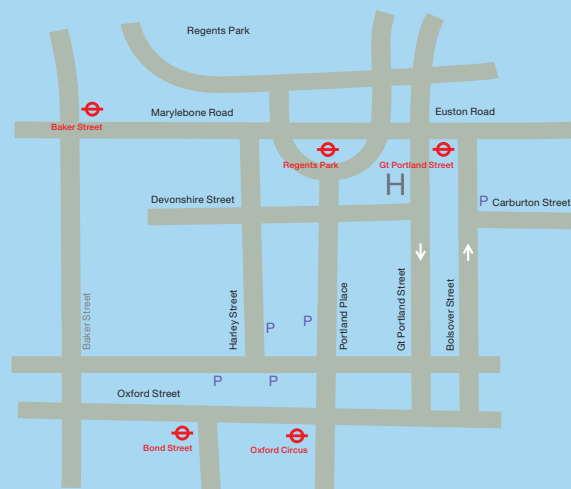 Regents Park
Marylebone Road
Euston Road
Baker Street
Regents Park
Gt Portland Street
H
Devonshire Street
P
Carburton Street
Baker Street
Harley Street
P
P
Portland Place
Gt Portland Street
Bolsover Street
P
P
Oxford Street
Bond Street
Oxford Circus